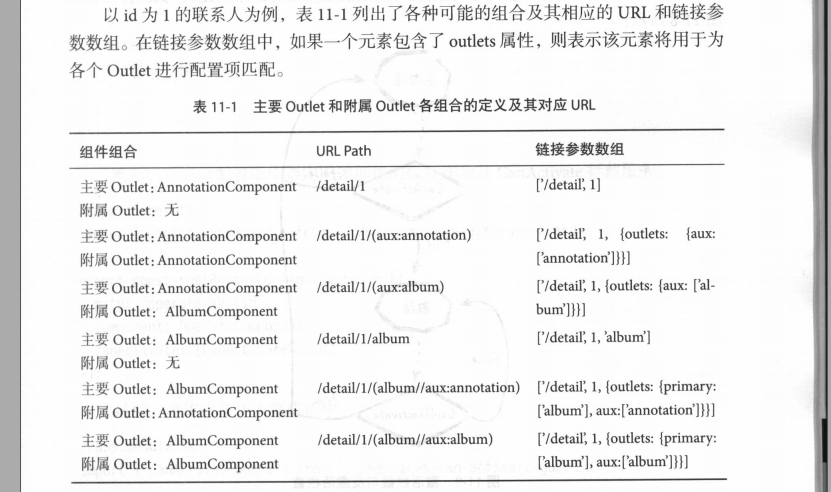 以 id 为 1 的联系人为例，表 11-1 列出了各种可能的组合及其相应的 URL 和链接参
数数组。在链接参数数组中，如果一个元素包含了 outlets 属性，则表示该元素将用于为
各个 Outlet 进行配置项匹配。
表 11-1 主要 Outlet 和附属 Outlet 各组合的定义及其对应 URL
组件组合 URL Path 链接参数数组
主要 Outlet：AnnotationComponent /detail/1 ['/detail', 1]
附属 Outlet：无
主要 Outlet：AnnotationComponent /detail/1/(aux:annotation) ['/detail', 1, {outlets: {aux:
附属 Outlet：AnnotationComponent ['annotation']}}]
主要 Outlet：AnnotationComponent /detail/1/(aux:album) ['/detail', 1, {outlets: {aux: ['al-
附属 Outlet：AlbumComponent bum']}}]
主要 Outlet：AlbumComponent /detail/1/album ['/detail', 1, 'album']
附属 Outlet：无
主要 Outlet：AlbumComponent /detail/1/(album//aux:annotation) ['/detail', 1, {outlets: {primary:
附属 Outlet：AnnotationComponent ['album'], aux:['annotation']}}]
主要 Outlet：AlbumComponent /detail/1/(album//aux:album) ['/detail', 1, {outlets: {primary:
附属 Outlet：AlbumComponent ['album'], aux:['album']}}]